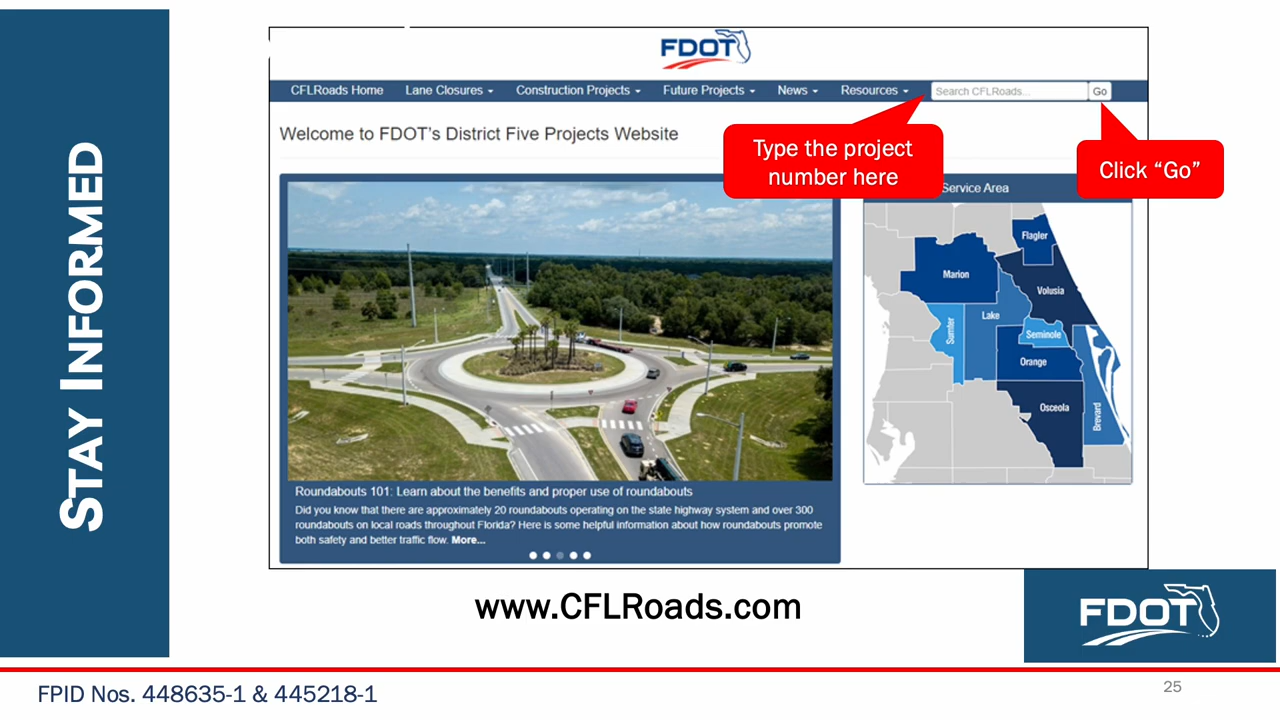 STAY INFORMED
FDOT
CFLRoads Home Lane Closures Construction Projects Future Projects News Resources Search CFLRoads... Go
Welcome to FDOT's District Five Projects Website
Type the project
number here
Click “Go”
Service Area
Flagler
Marion
Volusia
Lake
Sumter
Seminole
Orange
Osceola
Brevard
Roundabouts 101: Learn about the benefits and proper use of roundabouts
Did you know that there are approximately 20 roundabouts operating on the state highway system and over 300
roundabouts on local roads throughout Florida? Here is some helpful information about how roundabouts promote
both safety and better traffic flow. More...
www.CFLRoads.com
FDOT
FPID Nos. 448635-1 & 445218-1
25